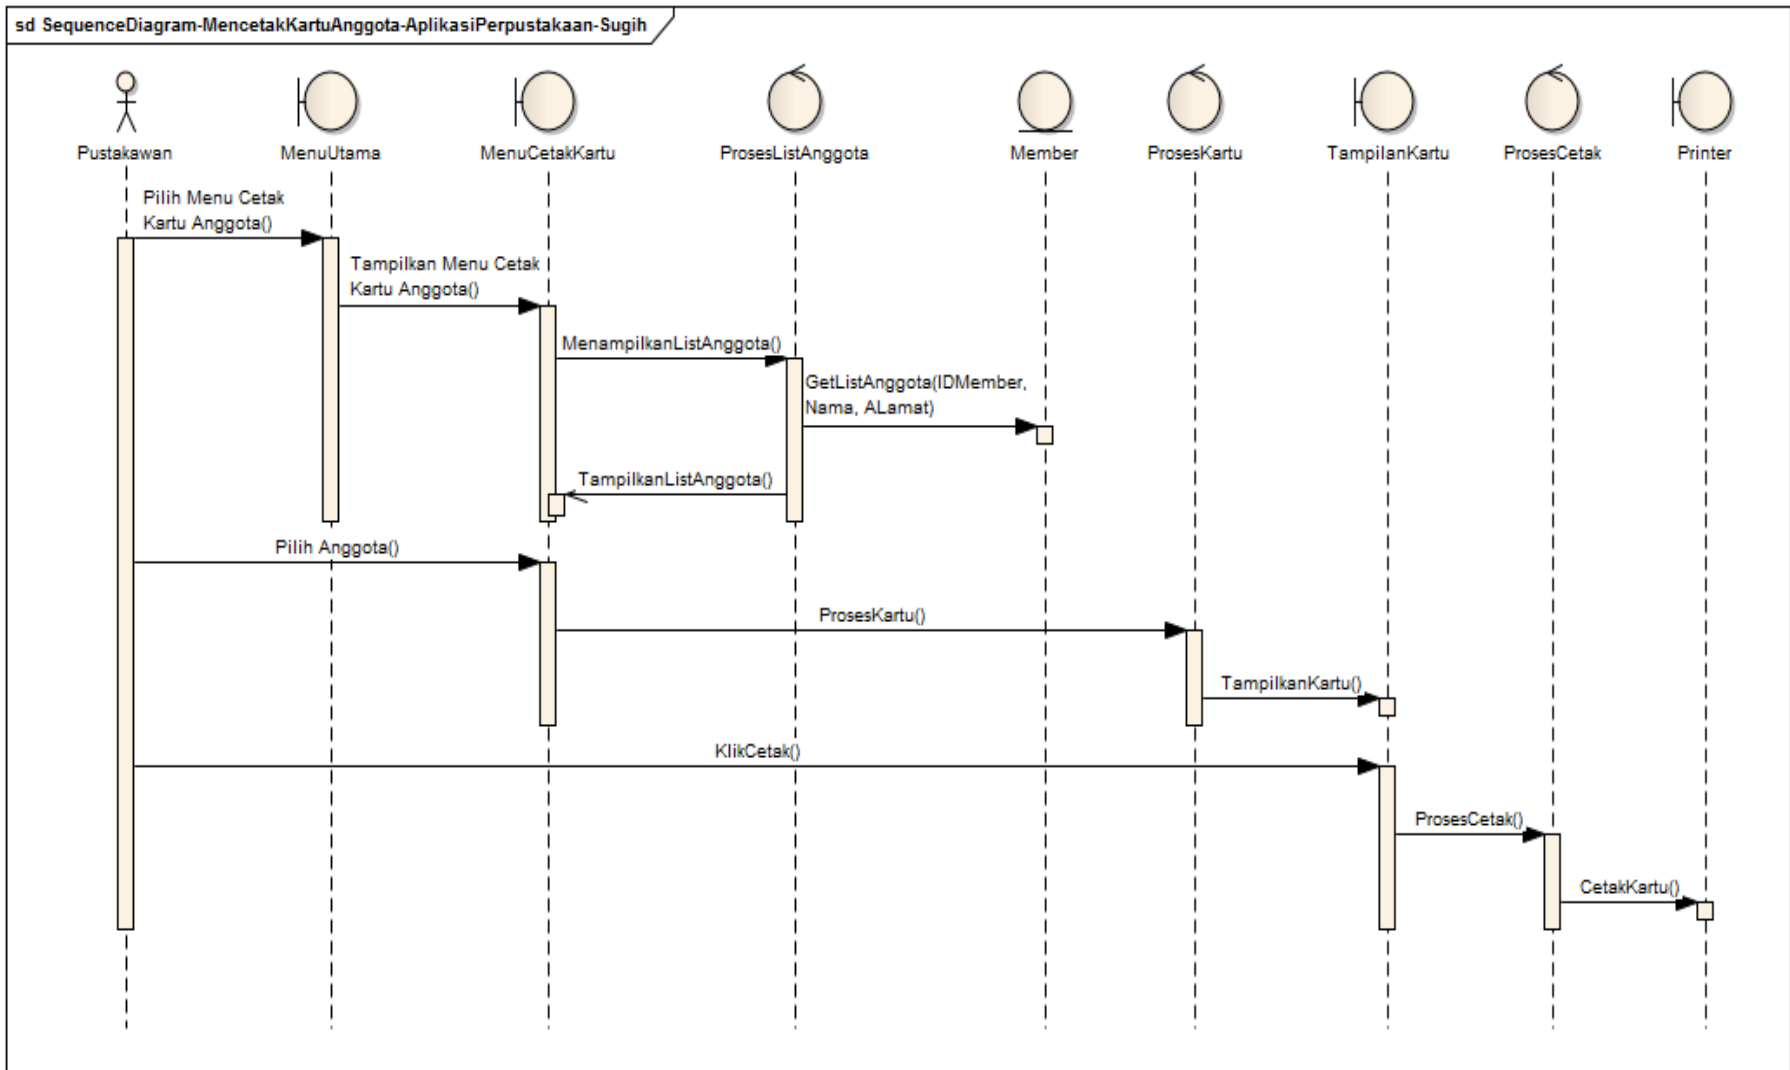 sd SequenceDiagram-MencetakKartuAnggota-AplikasiPerpustakaan-Sugih
Pustakawan
MenuUtama
MenuCetakKartu
ProsesListAnggota
Member
ProsesKartu
TampilanKartu
ProsesCetak
Printer
Pilih Menu Cetak
Kartu Anggota()
Tampilkan Menu Cetak
Kartu Anggota()
MenampilkanListAnggota()
GetListAnggota(IDMember,
Nama, ALamat)
TampilkanListAnggota()
Pilih Anggota()
ProsesKartu()
TampilkanKartu()
KlikCetak()
ProsesCetak()
CetakKartu()